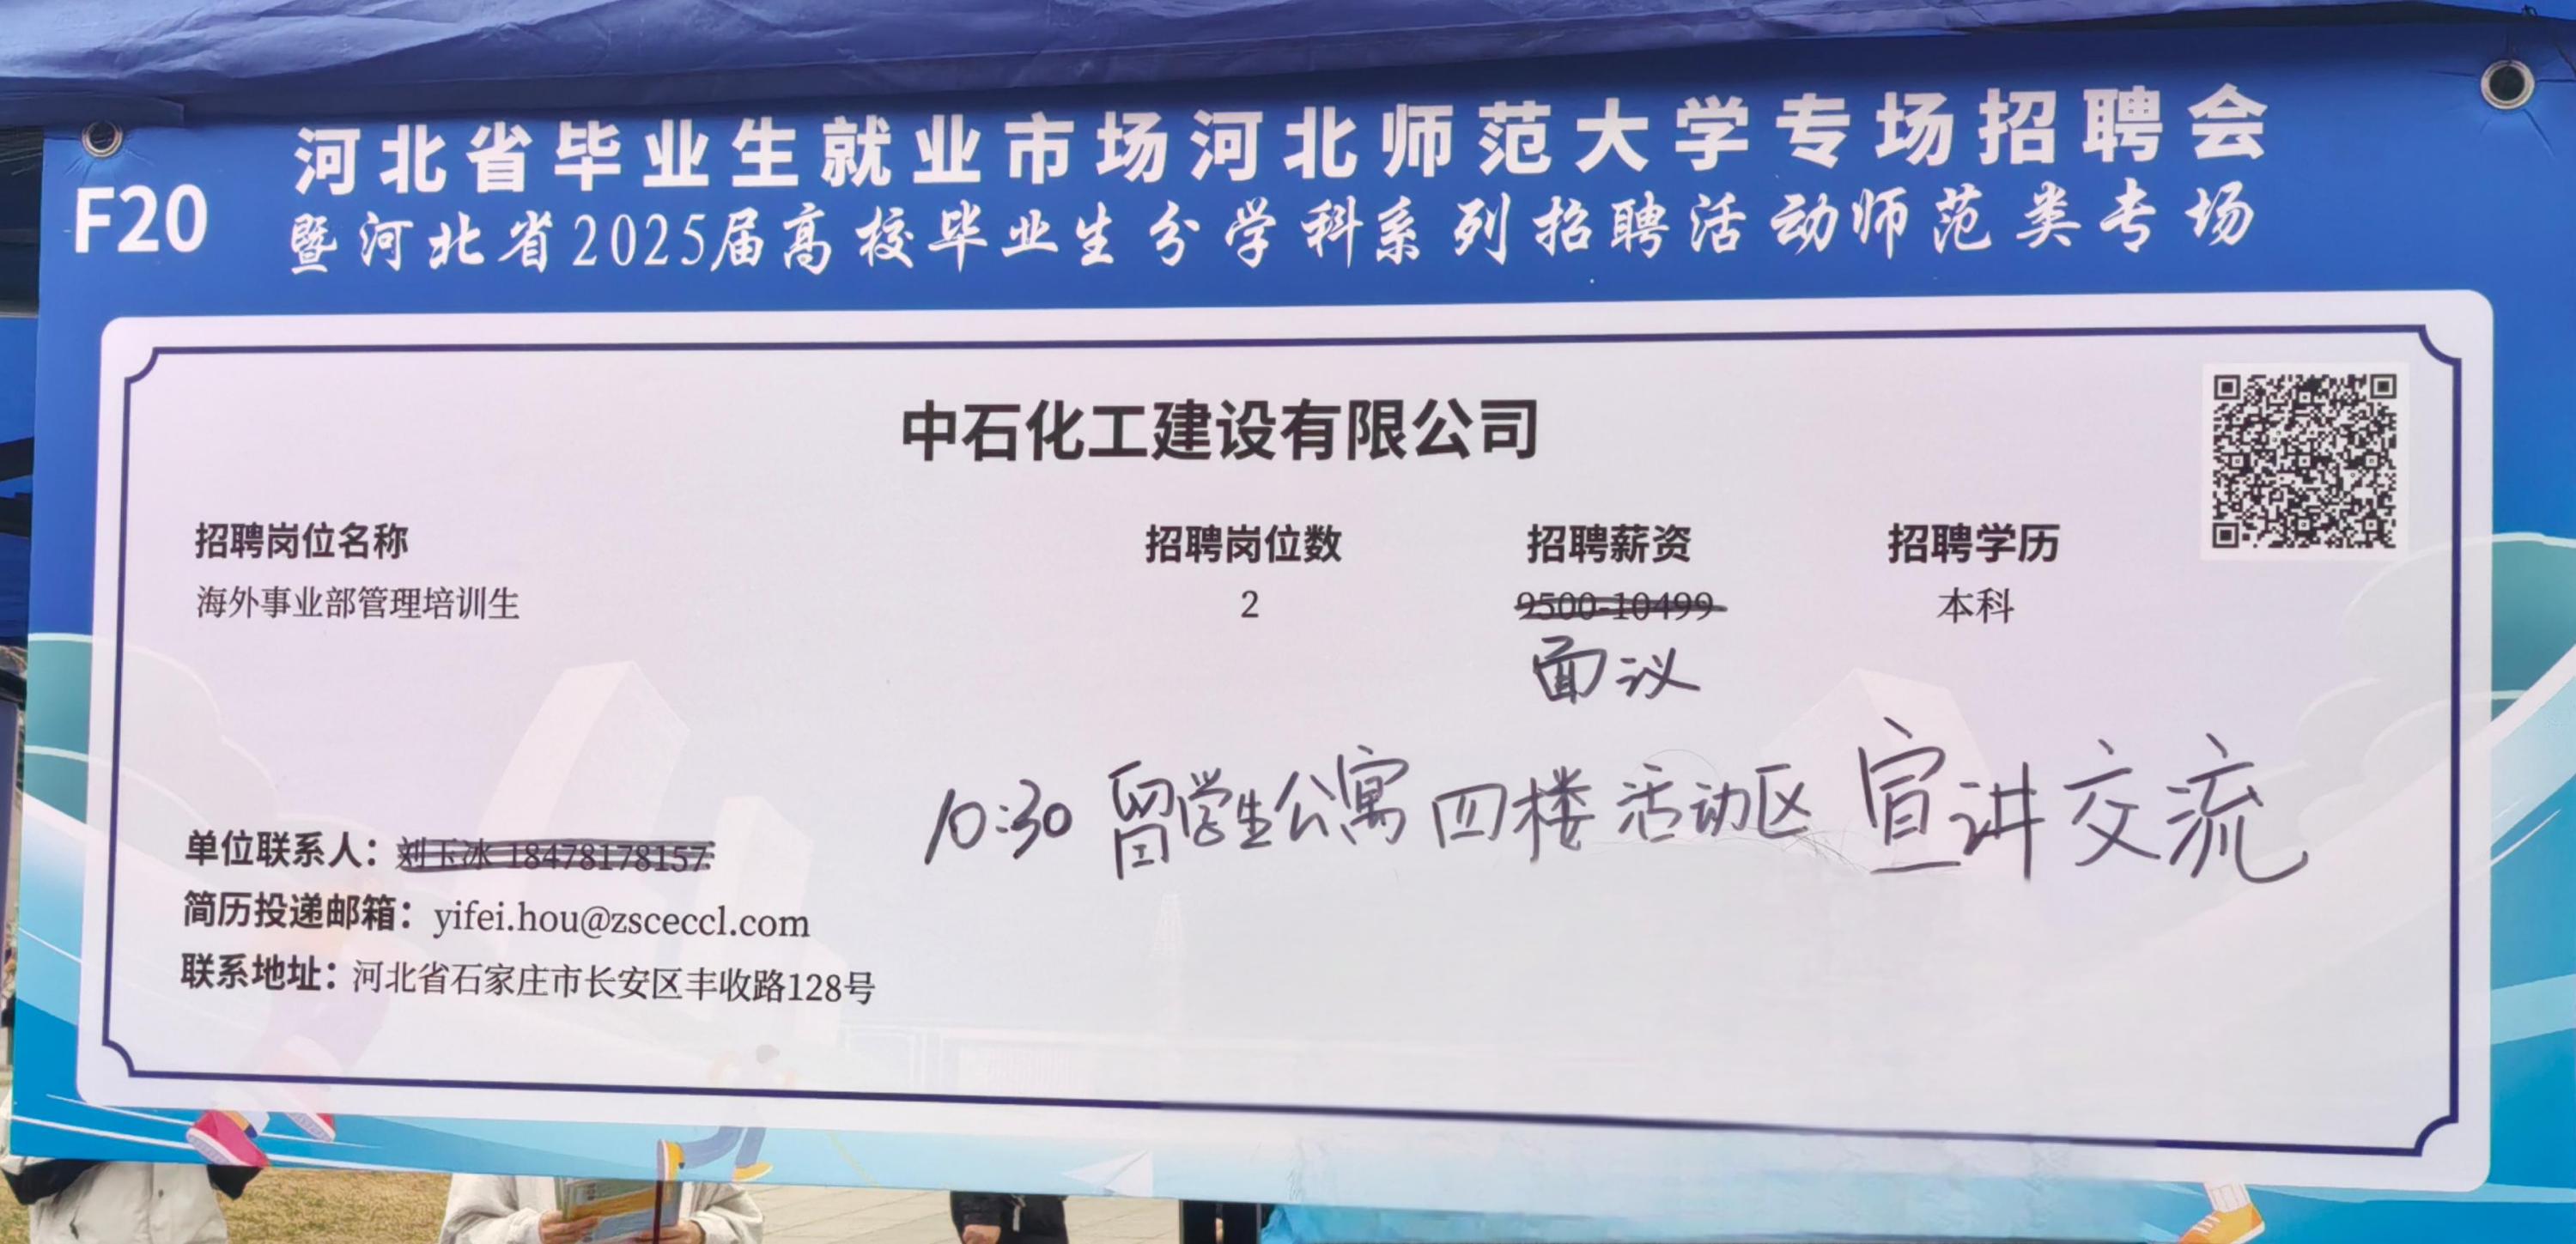 河北省毕业生就业市场河北师范大学专场招聘会
F20
暨河北省2025届高校毕业生分学科系列招聘活动师范类专场
中石化工建设有限公司
招聘岗位名称 招聘岗位数 招聘薪资 招聘学历
海外事业部管理培训生 2 9500-10499 本科
面议
10:30 留学生公寓 四楼 活动区 宣讲交流
单位联系人：刘玉冰 18478178157
简历投递邮箱：yifei.hou@zsceccl.com
联系地址：河北省石家庄市长安区丰收路128号